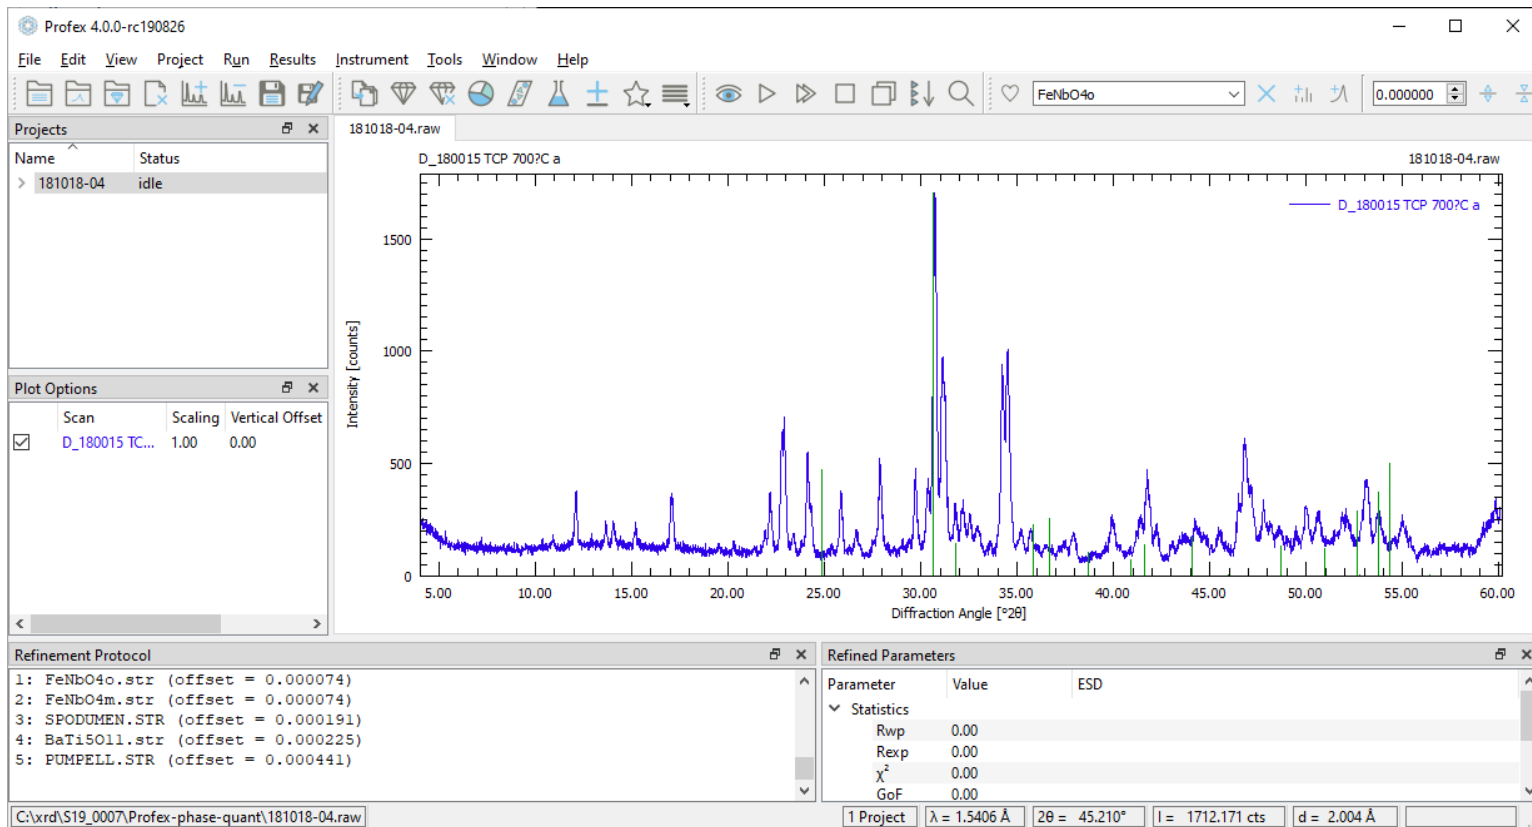 Profex 4.0.0-rc190826
File Edit View Project Run Results Instrument Tools Window Help
FeNbO4o 0.000000
Projects
181018-04.raw
Name Status
181018-04 idle
D_180015 TCP 700?C a 181018-04.raw
D_180015 TCP 700?C a
1500
1000
500
0
Intensity [counts]
5.00 10.00 15.00 20.00 25.00 30.00 35.00 40.00 45.00 50.00 55.00 60.00
Diffraction Angle [°2θ]
Plot Options
Scan Scaling Vertical Offset
D_180015 TC... 1.00 0.00
Refinement Protocol
1: FeNbO4o.str (offset = 0.000074)
2: FeNbO4m.str (offset = 0.000074)
3: SPODUMEN.STR (offset = 0.000191)
4: BaTi5O11.str (offset = 0.000225)
5: PUMPELL.STR (offset = 0.000441)
Refined Parameters
Parameter Value ESD
Statistics
Rwp 0.00
Rexp 0.00
χ² 0.00
GoF 0.00
C:\xrd\S19_0007\Profex-phase-quant\181018-04.raw
1 Project λ = 1.5406 Å 2θ = 45.210° I = 1712.171 cts d = 2.004 Å